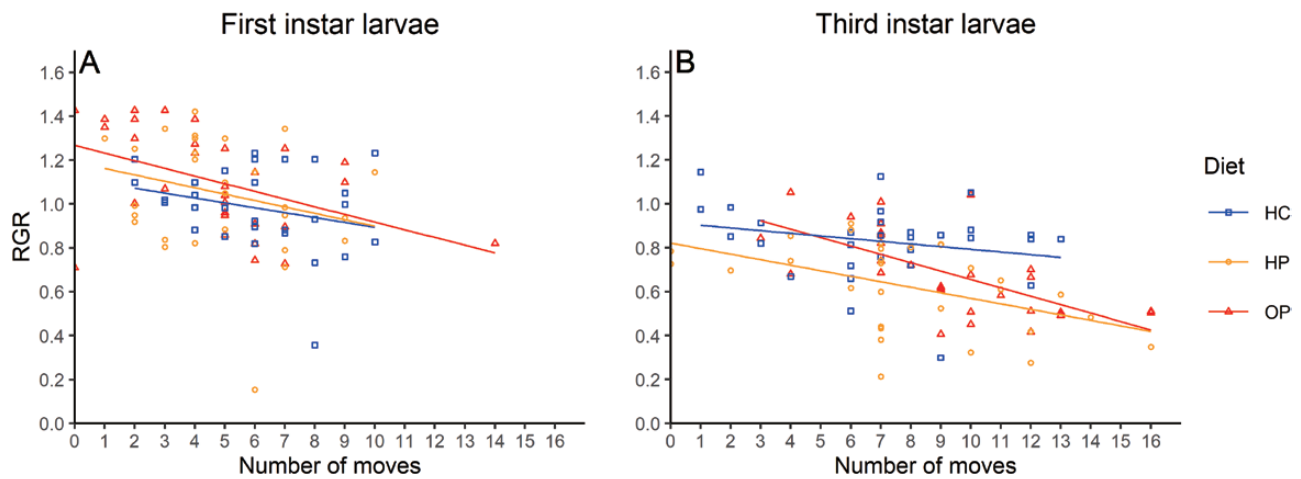 First instar larvae
Third instar larvae
A
B
RGR
1.6
1.4
1.2
1.0
0.8
0.6
0.4
0.2
0.0
0 1 2 3 4 5 6 7 8 9 10 11 12 13 14 15 16
Number of moves
1.6
1.4
1.2
1.0
0.8
0.6
0.4
0.2
0.0
0 1 2 3 4 5 6 7 8 9 10 11 12 13 14 15 16
Number of moves
Diet
HC
HP
OP